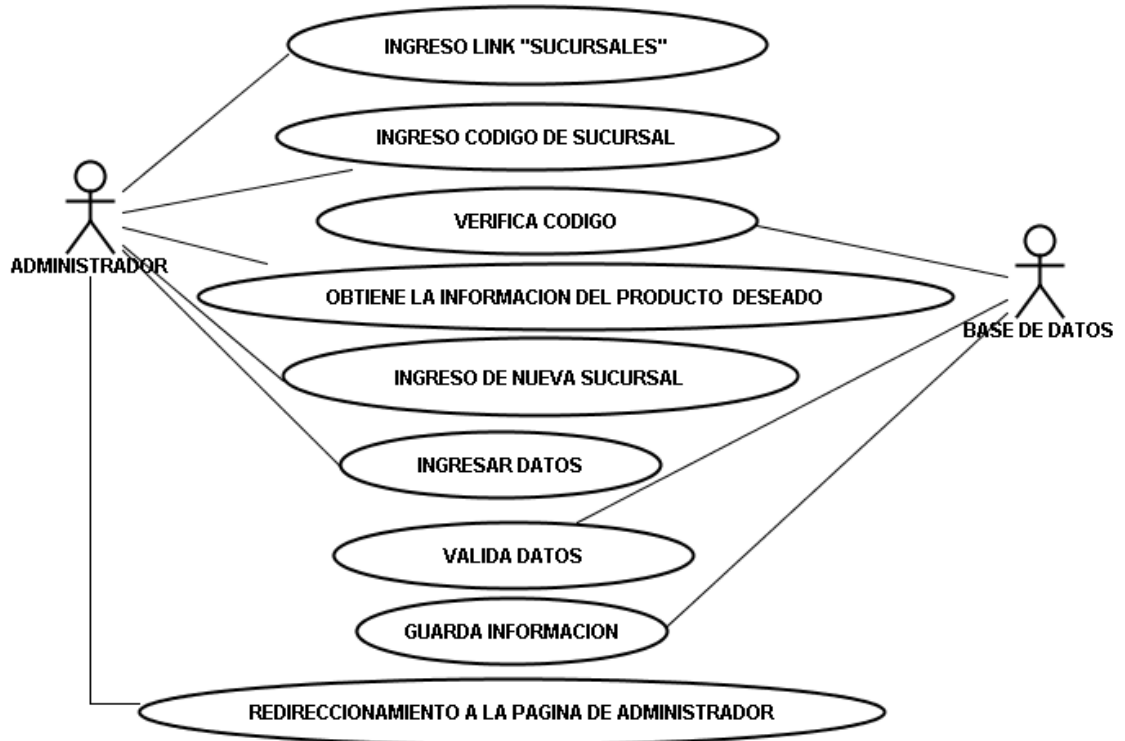 INGRESO LINK "SUCURSALES"
INGRESO CODIGO DE SUCURSAL
VERIFICA CODIGO
ADMINISTRADOR
OBTIENE LA INFORMACION DEL PRODUCTO DESEADO
BASE DE DATOS
INGRESO DE NUEVA SUCURSAL
INGRESAR DATOS
VALIDA DATOS
GUARDA INFORMACION
REDIRECCIONAMIENTO A LA PAGINA DE ADMINISTRADOR